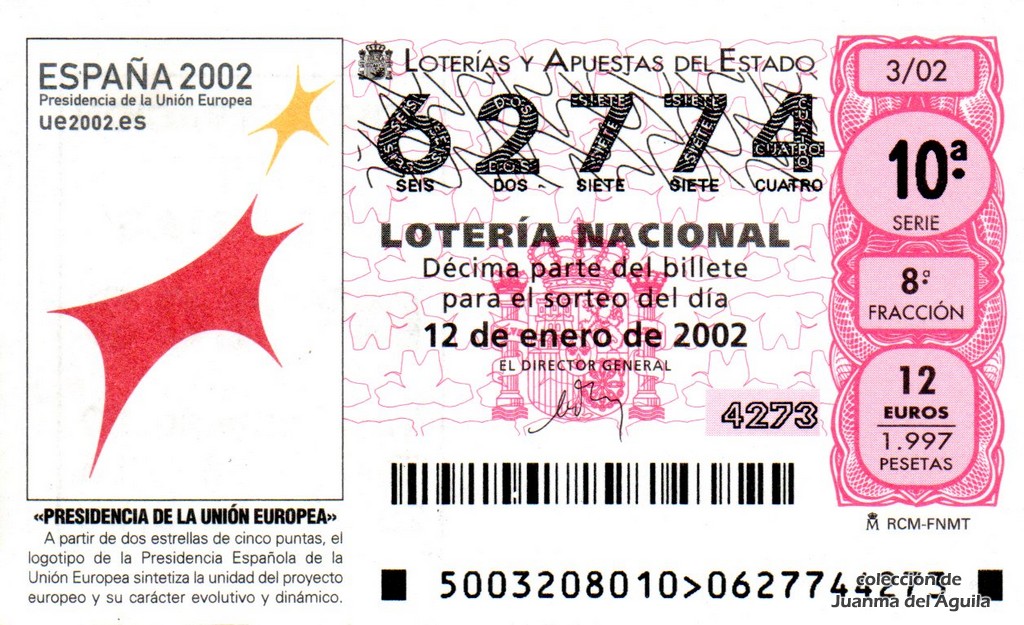 ESPAÑA 2002
Presidencia de la Unión Europea
ue2002.es
«PRESIDENCIA DE LA UNIÓN EUROPEA»
A partir de dos estrellas de cinco puntas, el
logotipo de la Presidencia Española de la
Unión Europea sintetiza la unidad del proyecto
europeo y su carácter evolutivo y dinámico.
LOTERÍAS Y APUESTAS DEL ESTADO
62774
SEIS DOS SIETE SIETE CUATRO
LOTERÍA NACIONAL
Décima parte del billete
para el sorteo del día
12 de enero de 2002
EL DIRECTOR GENERAL
4273
5003208010>0627744273
3/02
10ª
SERIE
8ª
FRACCIÓN
12
EUROS
1.997
PESETAS
RCM-FNMT
colección de
Juanma del Águila